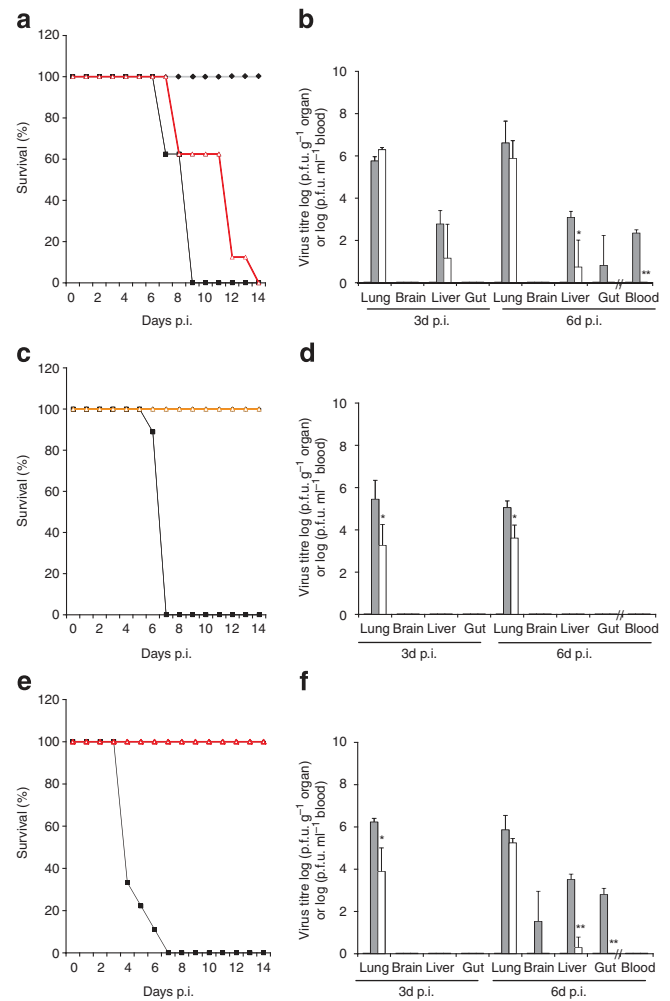 a
120
100
80
60
40
20
0
Survival (%)
0 2 4 6 8 10 12 14
Days p.i.
b
10
8
6
4
2
0
Virus titre log (p.f.u. g⁻¹ organ)
or log (p.f.u. ml⁻¹ blood)
*
**
Lung Brain Liver Gut Lung Brain Liver Gut Blood
3d p.i. 6d p.i.
c
120
100
80
60
40
20
0
Survival (%)
0 2 4 6 8 10 12 14
Days p.i.
d
10
8
6
4
2
0
Virus titre log (p.f.u. g⁻¹ organ)
or log (p.f.u. ml⁻¹ blood)
* *
Lung Brain Liver Gut Lung Brain Liver Gut Blood
3d p.i. 6d p.i.
e
120
100
80
60
40
20
0
Survival (%)
0 2 4 6 8 10 12 14
Days p.i.
f
10
8
6
4
2
0
Virus titre log (p.f.u. g⁻¹ organ)
or log (p.f.u. ml⁻¹ blood)
*
** **
Lung Brain Liver Gut Lung Brain Liver Gut Blood
3d p.i. 6d p.i.